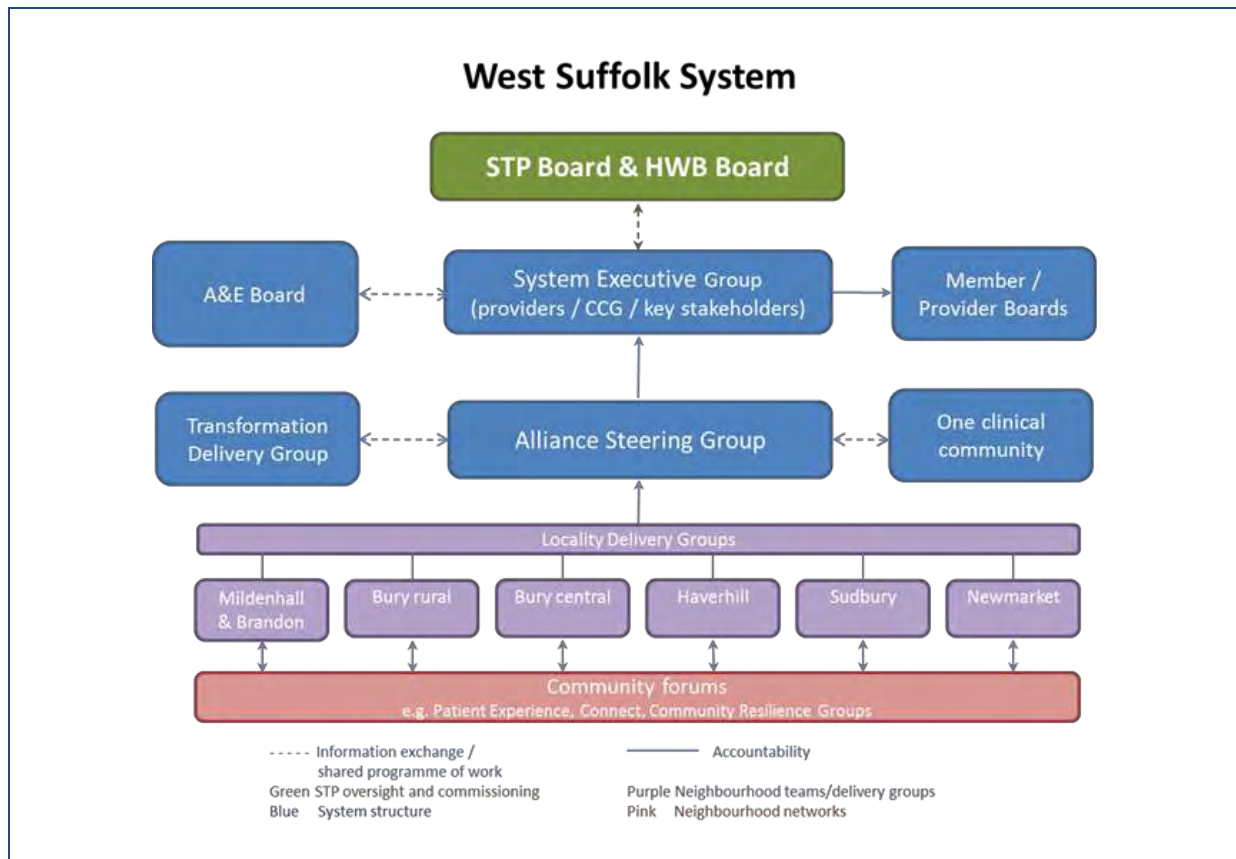 West Suffolk System
STP Board & HWB Board
A&E Board
System Executive Group
(providers / CCG / key stakeholders)
Member /
Provider Boards
Transformation
Delivery Group
Alliance Steering Group
One clinical
community
Locality Delivery Groups
Mildenhall
& Brandon
Bury rural
Bury central
Haverhill
Sudbury
Newmarket
Community forums
e.g. Patient Experience, Connect, Community Resilience Groups
Information exchange /
shared programme of work
Accountability
Green STP oversight and commissioning
Purple Neighbourhood teams/delivery groups
Blue System structure
Pink Neighbourhood networks